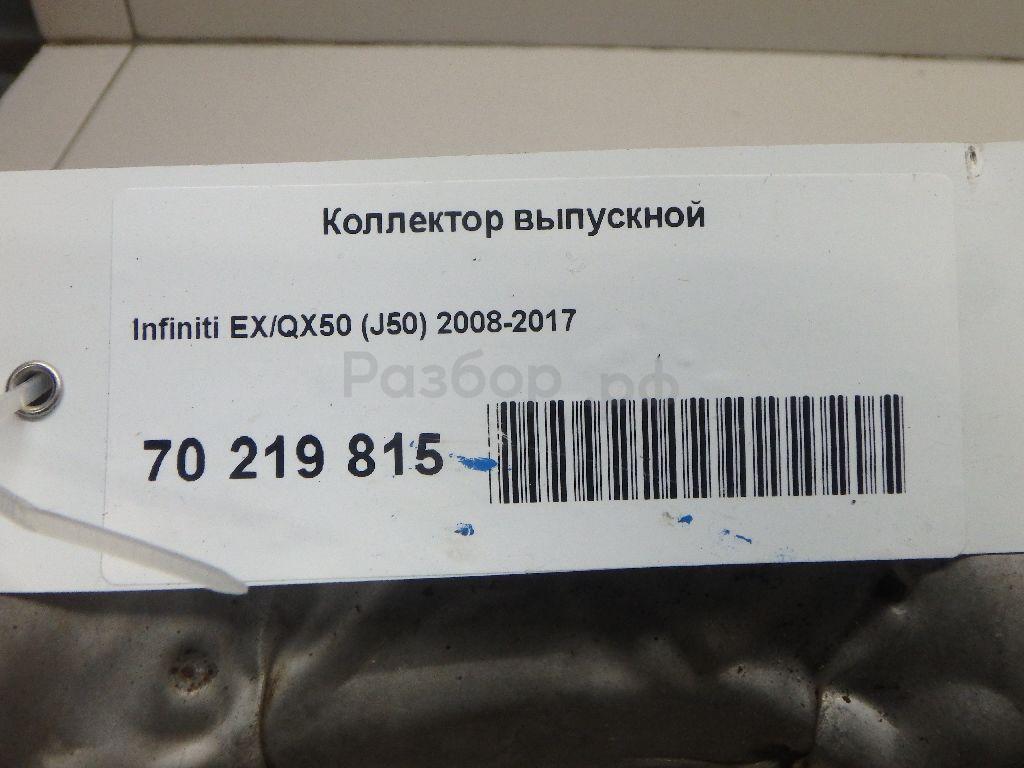 Коллектор выпускной
Infiniti EX/QX50 (J50) 2008-2017
Разбор.рф
70 219 815